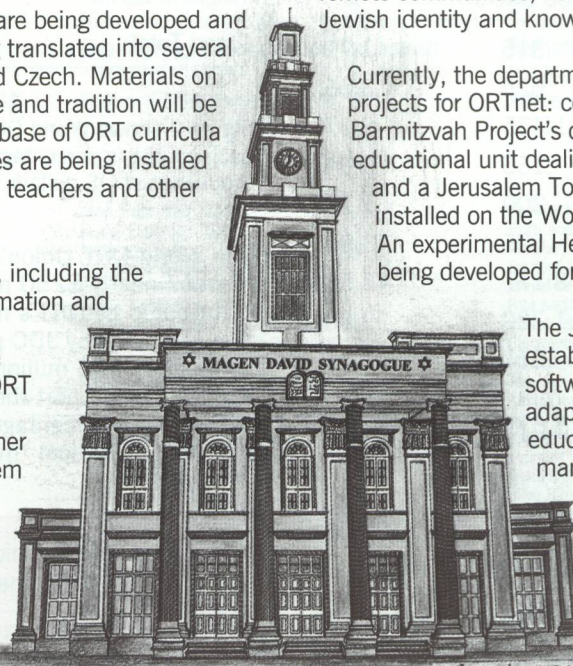 are being developed and
translated into several
d Czech. Materials on
e and tradition will be
base of ORT curricula
es are being installed
teachers and other
, including the
mation and
ORT
her
em
Jewish identity and know
Currently, the departm
projects for ORTnet: c
Barmitzvah Project's
educational unit deali
and a Jerusalem To
installed on the Wo
An experimental He
being developed for
The J
estab
softw
adap
educ
mar
✡ MAGEN DAVID SYNAGOGUE ✡